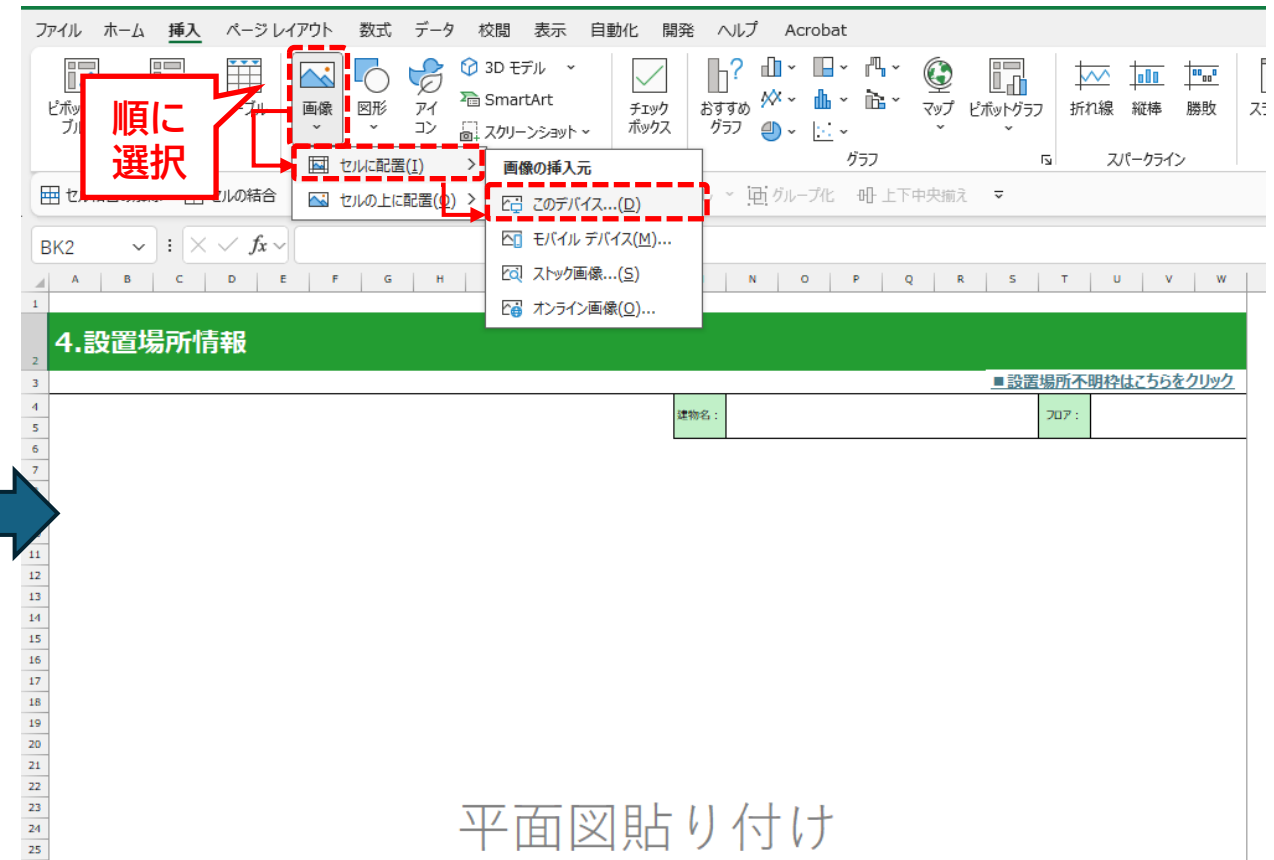 ファイル ホーム 挿入 ページ レイアウト 数式 データ 校閲 表示 自動化 開発 ヘルプ Acrobat
順に
選択
画像
図形
アイ
コン
3D モデル
SmartArt
スクリーンショット
チェック
ボックス
おすすめ
グラフ
マップ
ピボットグラフ
折れ線
縦棒
勝敗
グラフ
スパークライン
セルに配置(I)
セルの上に配置(O)
画像の挿入元
このデバイス...(D)
モバイル デバイス(M)...
ストック画像...(S)
オンライン画像(O)...
セルの結合
グループ化
上下中央揃え
BK2
fx
A B C D E F G H N O P Q R S T U V W
1
2
4.設置場所情報
3
■設置場所不明枠はこちらをクリック
4
建物名：
フロア：
5
6
7
11
12
13
14
15
16
17
18
19
20
21
22
23
平面図貼り付け
24
25